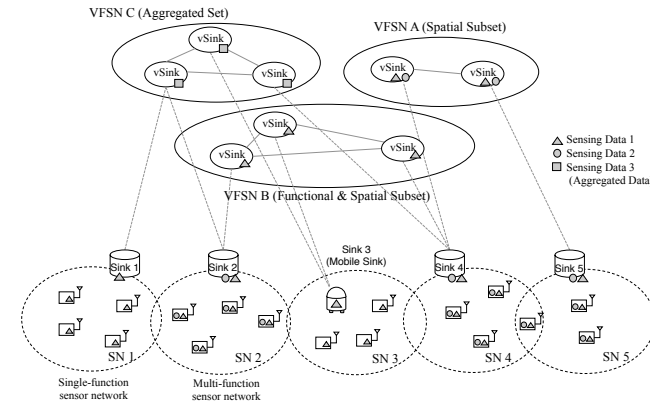 VFSN C (Aggregated Set)
VFSN A (Spatial Subset)
vSink
vSink
vSink
vSink
vSink
vSink
vSink
vSink
Sensing Data 1
Sensing Data 2
Sensing Data 3
(Aggregated Data
VFSN B (Functional & Spatial Subset)
Sink 3
(Mobile Sink)
Sink 1
Sink 2
Sink 4
Sink 5
SN 1
SN 2
SN 3
SN 4
SN 5
Single-function
sensor network
Multi-function
sensor network